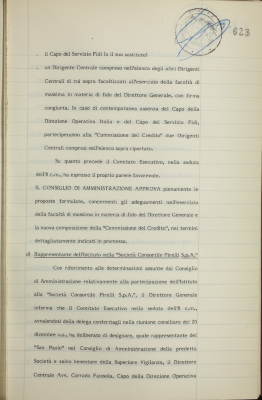 623
. il Capo del Servizio Fidi (o il suo sostituto)
. un Dirigente Centrale compreso nell'elenco degli altri Dirigenti
Centrali di cui sopra facoltizzati all'esercizio della facoltà di
massima in materia di fido del Direttore Generale, con firma
congiunta. In caso di contemporanea assenza del Capo della
Direzione Operativa Italia e del Capo del Servizio Fidi,
parteciperanno alla "Commissione del Credito" due Dirigenti
Centrali compresi nell'elenco sopra riportato.
Su quanto precede il Comitato Esecutivo, nella seduta
dell'8 c.m., ha espresso il proprio parere favorevole.
IL CONSIGLIO DI AMMINISTRAZIONE APPROVA pienamente le
proposte formulate, concernenti gli adeguamenti nell'esercizio
della facoltà di massima in materia di fido del Direttore Generale e
la nuova composizione della "Commissione del Credito", nei termini
dettagliatamente indicati in premessa.
d) Rappresentante dell'Istituto nella "Società Consortile Pirelli S.p.A."
Con riferimento alle determinazioni assunte dal Consiglio
di Amministrazione relativamente alla partecipazione dell'Istituto
alla "Società Consortile Pirelli S.p.A.", il Direttore Generale
informa che il Comitato Esecutivo nella seduta dell'8 c.m.,
avvalendosi della delega conferitagli nella riunione consiliare del
dicembre u.s., ha deliberato di designare, quale rappresentante del
"San Paolo" nel Consiglio di Amministrazione della predetta
Società e salvo benestare della Superiore Vigilanza, il Direttore
Centrale Avv. Corrado Direzione Operativa